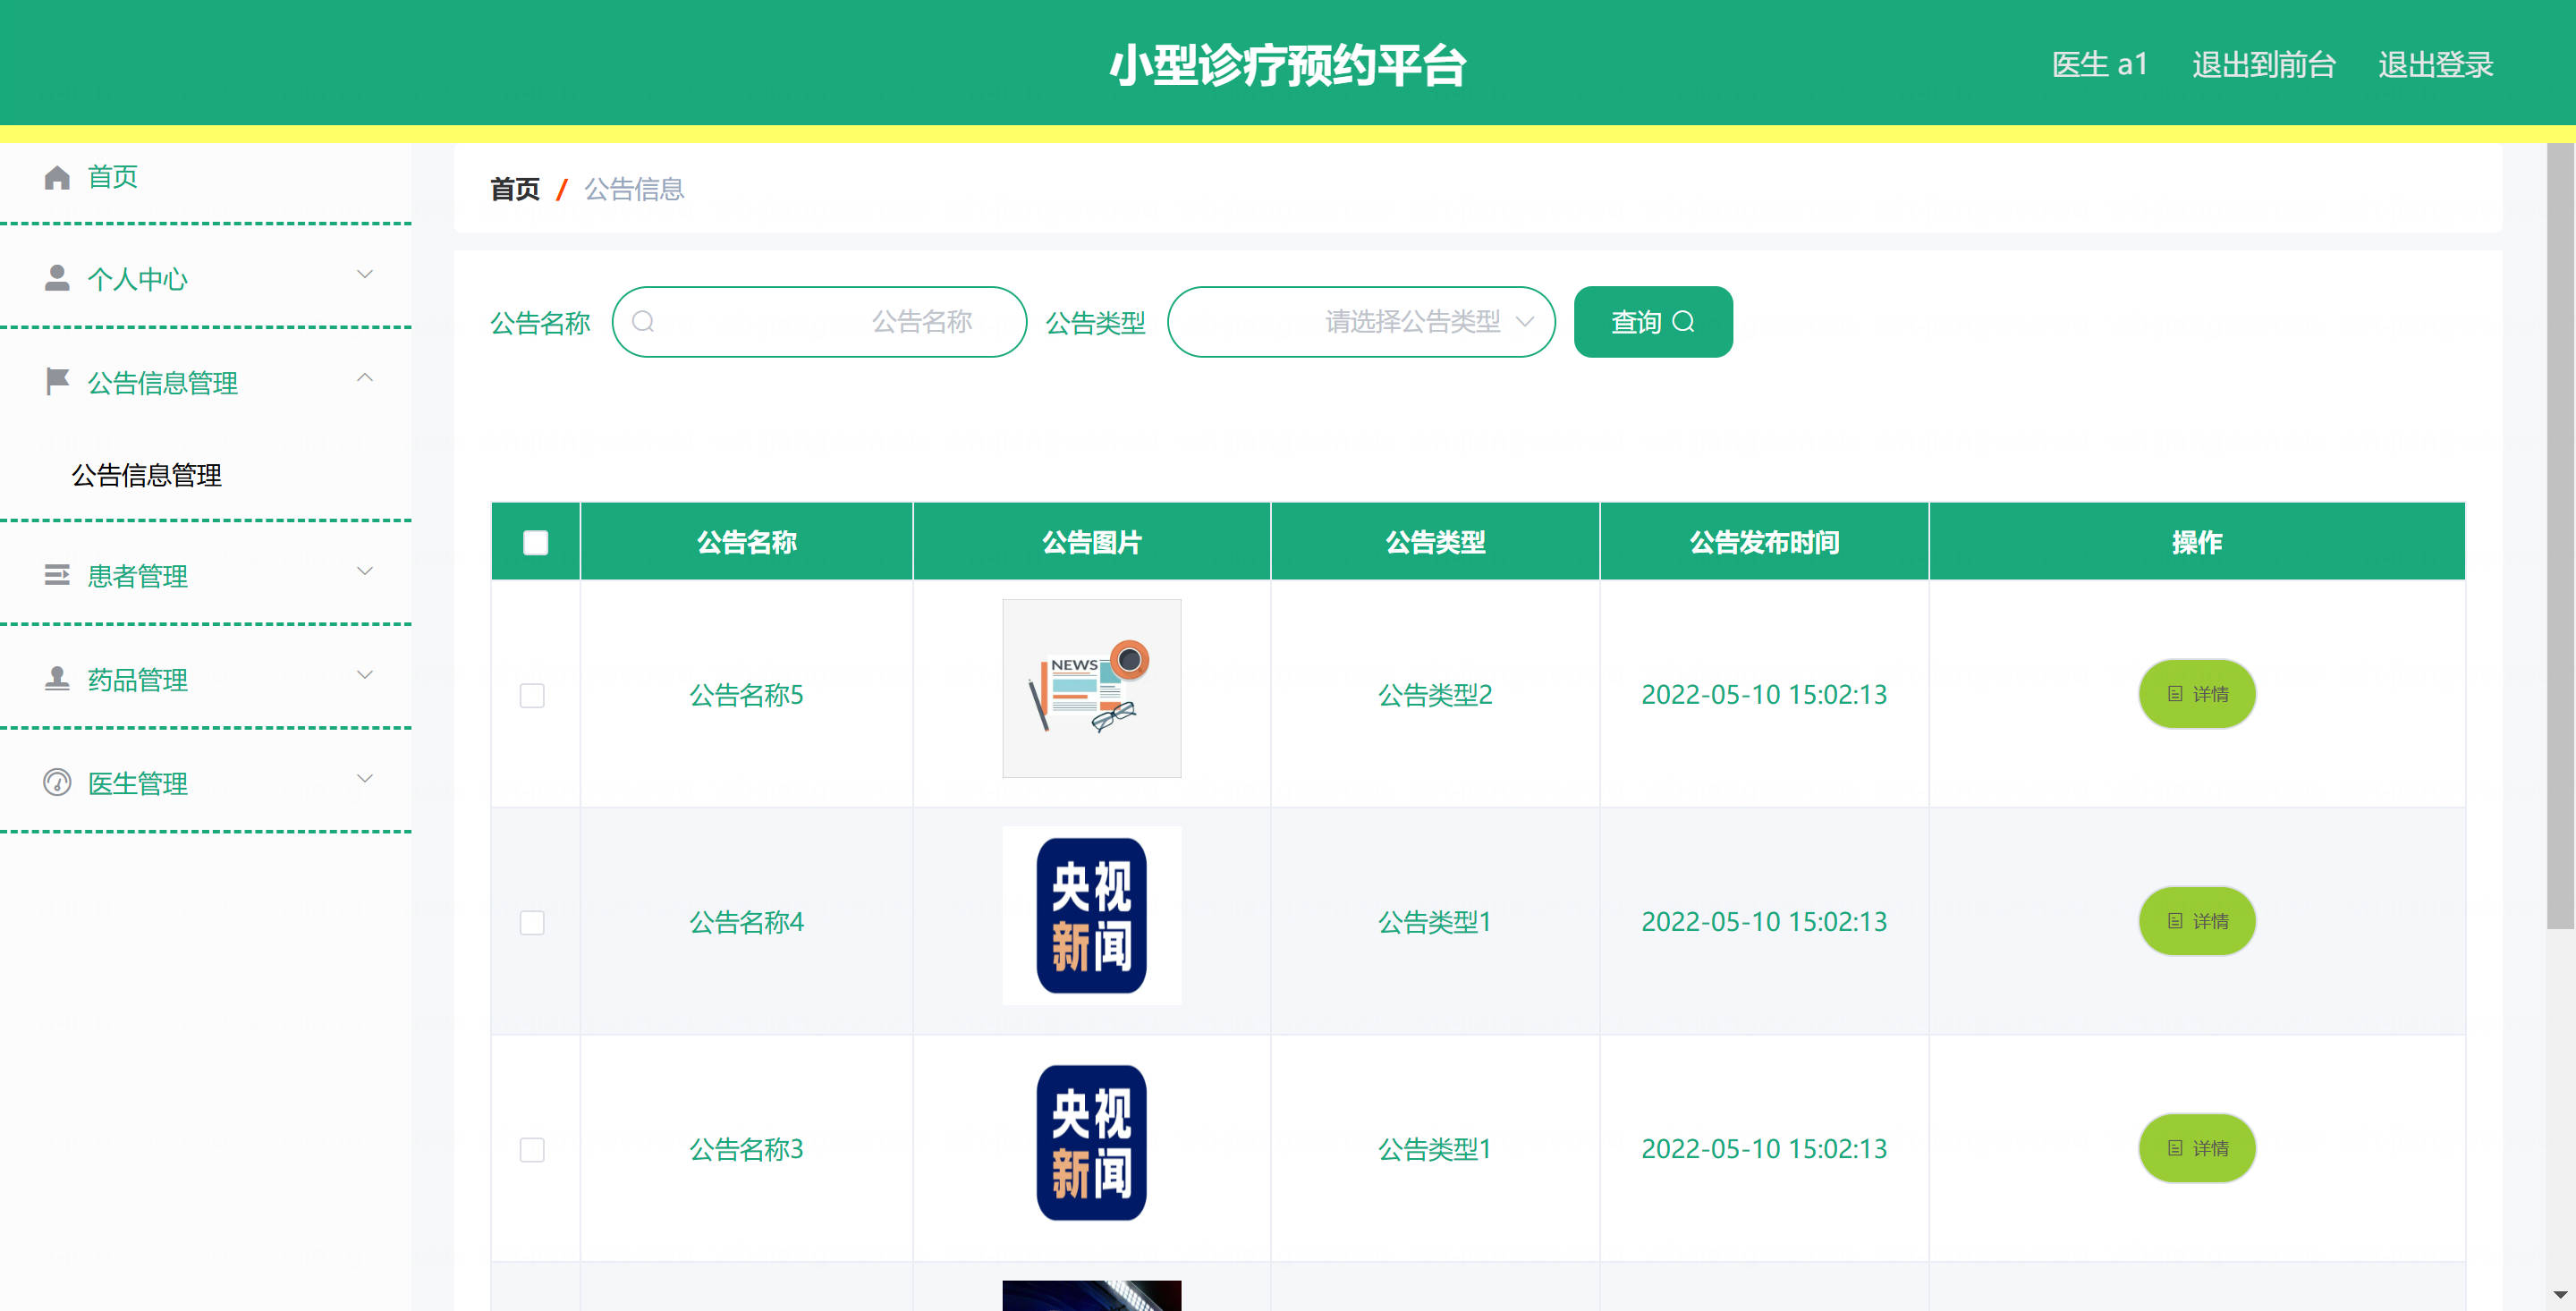 小型诊疗预约平台
医生 a1 退出到前台 退出登录
首页
个人中心
公告信息管理
公告信息管理
患者管理
药品管理
医生管理
首页 / 公告信息
公告名称 公告名称 公告类型 请选择公告类型 查询
公告名称 公告图片 公告类型 公告发布时间 操作
公告名称5 NEWS 公告类型2 2022-05-10 15:02:13 详情
央视
公告名称4 公告类型1 2022-05-10 15:02:13 详情
新闻
央视
公告名称3 公告类型1 2022-05-10 15:02:13 详情
新闻